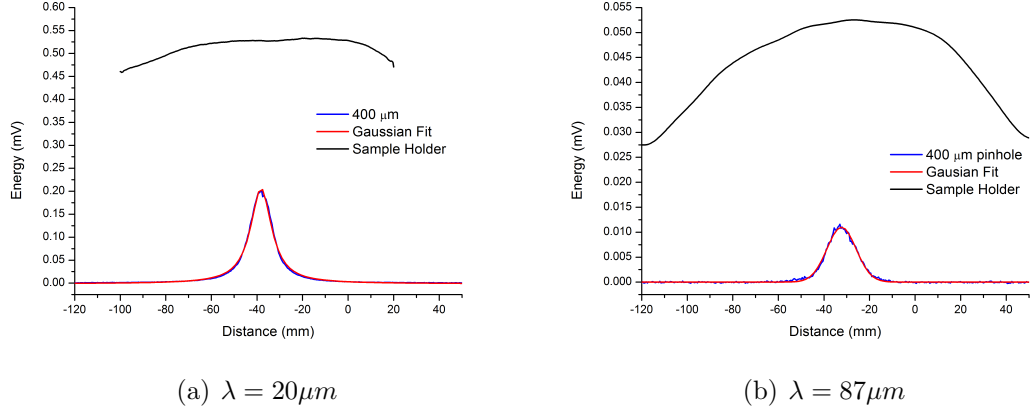 0.60
0.55
0.50
0.45
0.40
0.35
0.30
0.25
0.20
0.15
0.10
0.05
0.00
Energy (mV)
400 μm
Gaussian Fit
Sample Holder
-120 -100 -80 -60 -40 -20 0 20 40
Distance (mm)
(a) λ = 20μm
0.055
0.050
0.045
0.040
0.035
0.030
0.025
0.020
0.015
0.010
0.005
0.000
Energy (mV)
400 μm pinhole
Gausian Fit
Sample Holder
-120 -100 -80 -60 -40 -20 0 20 40
Distance (mm)
(b) λ = 87μm